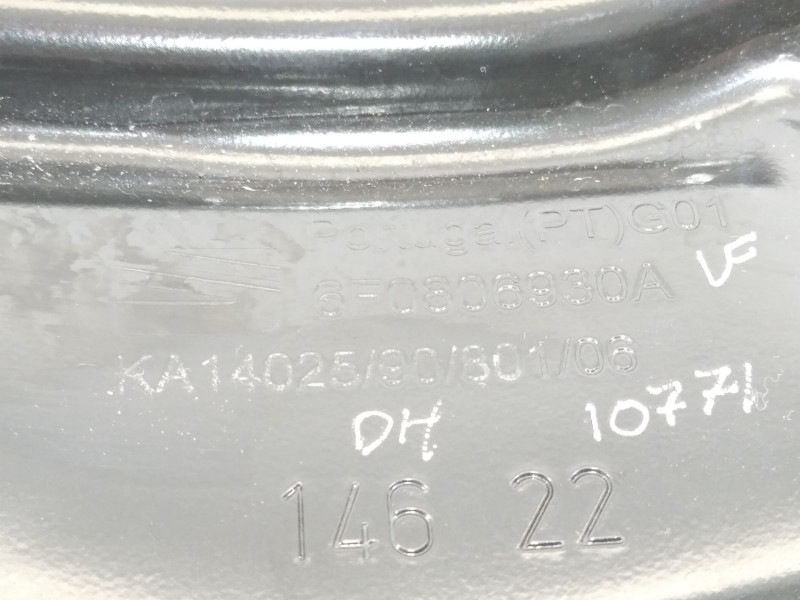 Portugal(PT)G01
6F0806930A
VF
KA14025/90/801/06
DH 10771
146 22